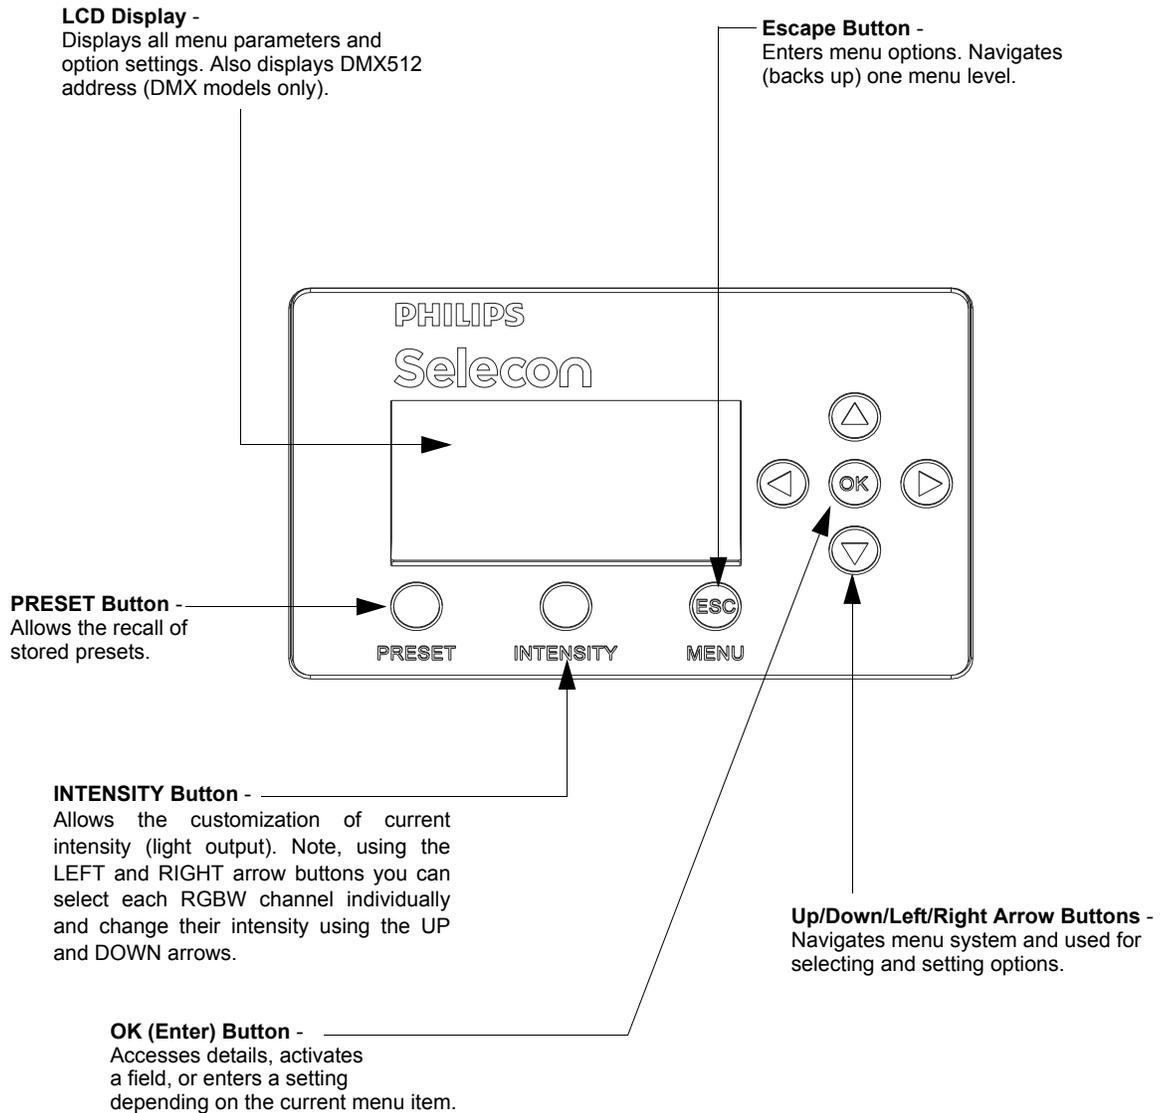 LCD Display -
Displays all menu parameters and
option settings. Also displays DMX512
address (DMX models only).
Escape Button -
Enters menu options. Navigates
(backs up) one menu level.
PHILIPS
Selecon
OK
ESC
PRESET
INTENSITY
MENU
PRESET Button -
Allows the recall of
stored presets.
INTENSITY Button -
Allows the customization of current
intensity (light output). Note, using the
LEFT and RIGHT arrow buttons you can
select each RGBW channel individually
and change their intensity using the UP
and DOWN arrows.
Up/Down/Left/Right Arrow Buttons -
Navigates menu system and used for
selecting and setting options.
OK (Enter) Button -
Accesses details, activates
a field, or enters a setting
depending on the current menu item.